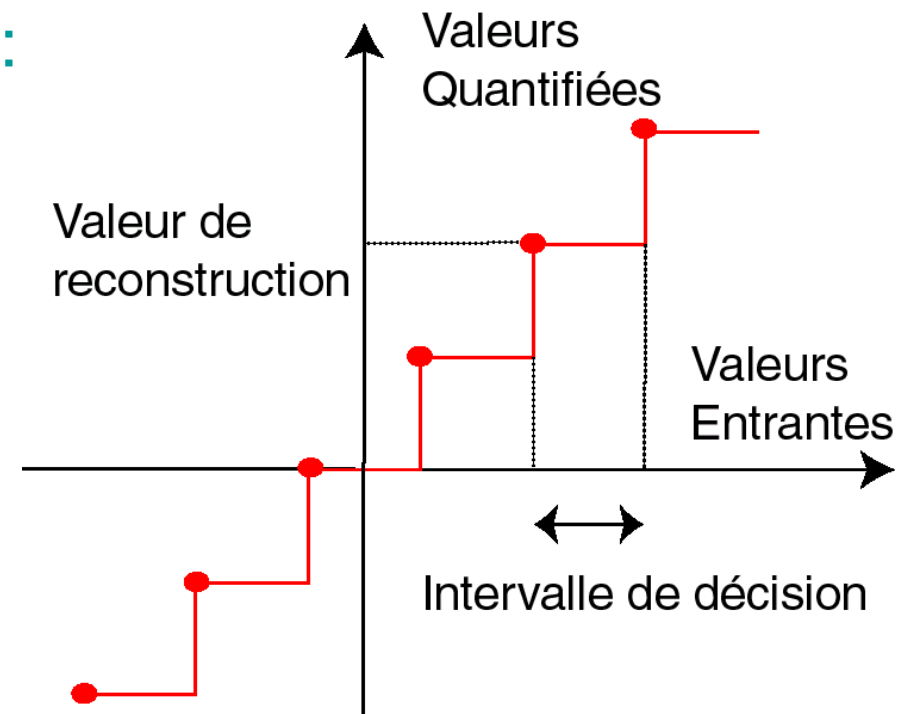 :
Valeurs
Quantifiées
Valeur de
reconstruction
Valeurs
Entrantes
Intervalle de décision